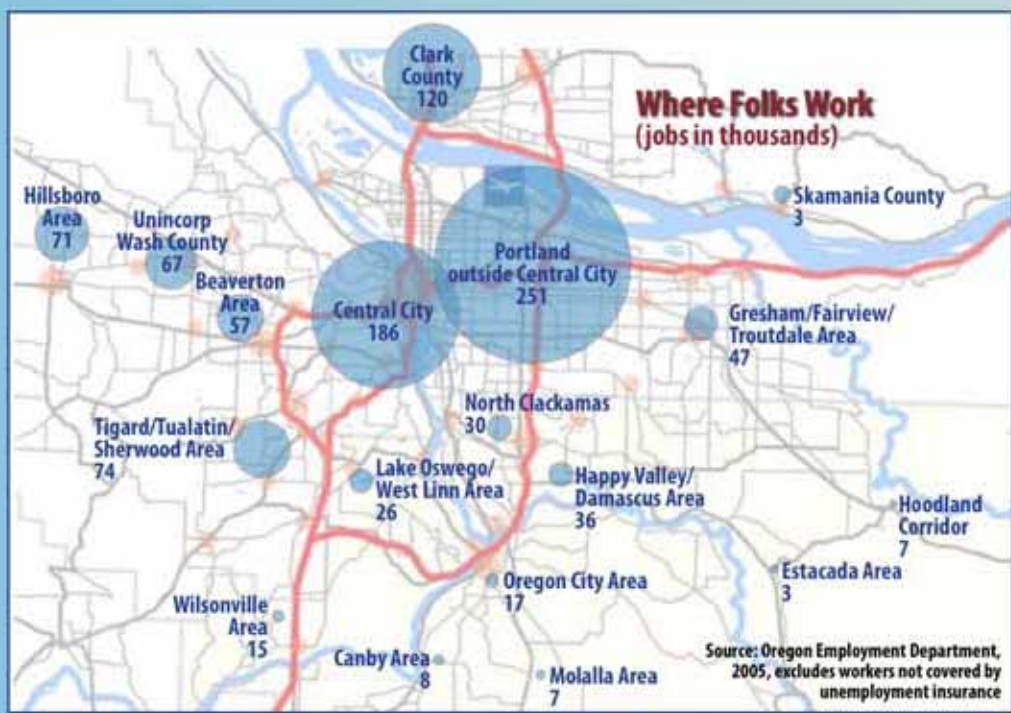 Clark
County
120
Where Folks Work
(jobs in thousands)
Skamania County
3
Hillsboro
Area
71
Unincorp
Wash County
67
Beaverton
Area
57
Central City
186
Portland
outside Central City
251
Gresham/Fairview/
Troutdale Area
47
North Clackamas
30
Tigard/Tualatin/
Sherwood Area
74
Lake Oswego/
West Linn Area
26
Happy Valley/
Damascus Area
36
Hoodland
Corridor
7
Estacada Area
3
Oregon City Area
17
Wilsonville
Area
15
Canby Area
8
Molalla Area
7
Source: Oregon Employment Department,
2005, excludes workers not covered by
unemployment insurance